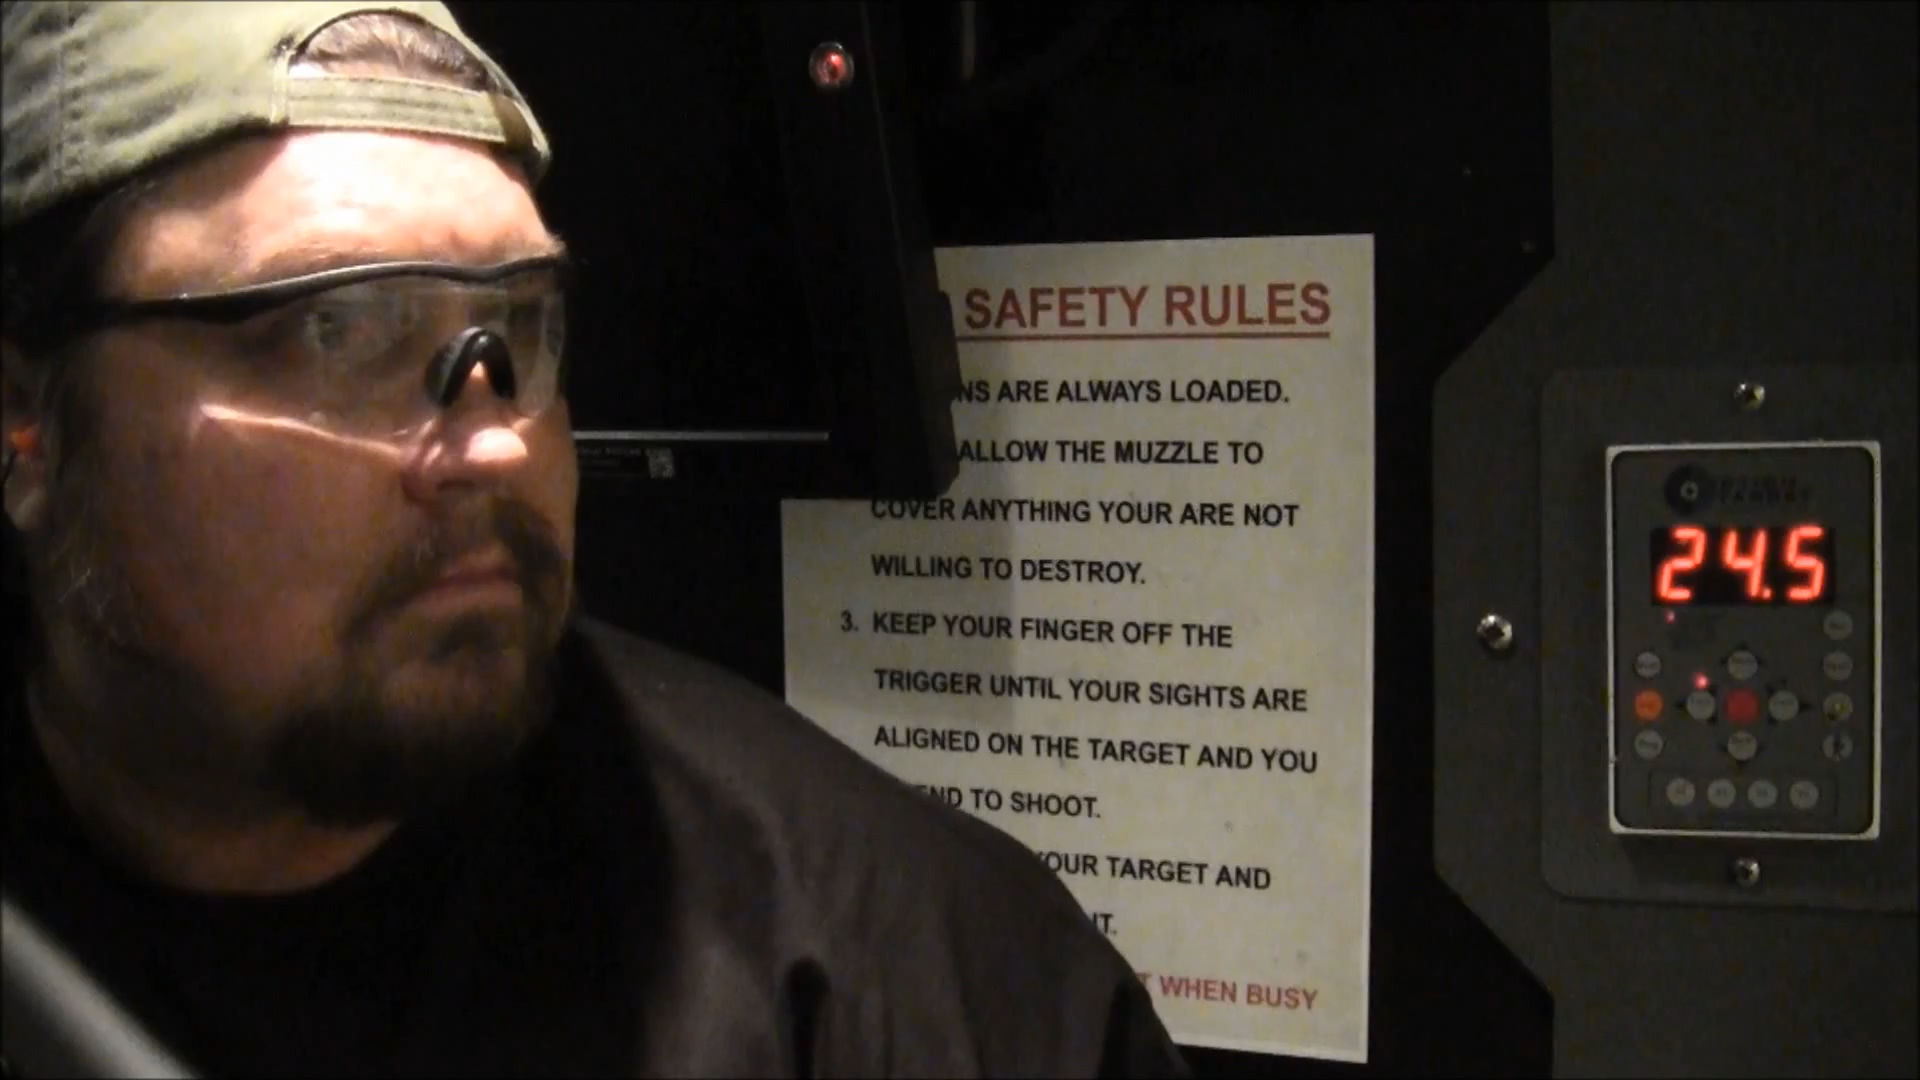 SAFETY RULES
NS ARE ALWAYS LOADED.
ALLOW THE MUZZLE TO
COVER ANYTHING YOUR ARE NOT
WILLING TO DESTROY.
3. KEEP YOUR FINGER OFF THE
TRIGGER UNTIL YOUR SIGHTS ARE
ALIGNED ON THE TARGET AND YOU
END TO SHOOT.
YOUR TARGET AND
IT.
T WHEN BUSY
24.5